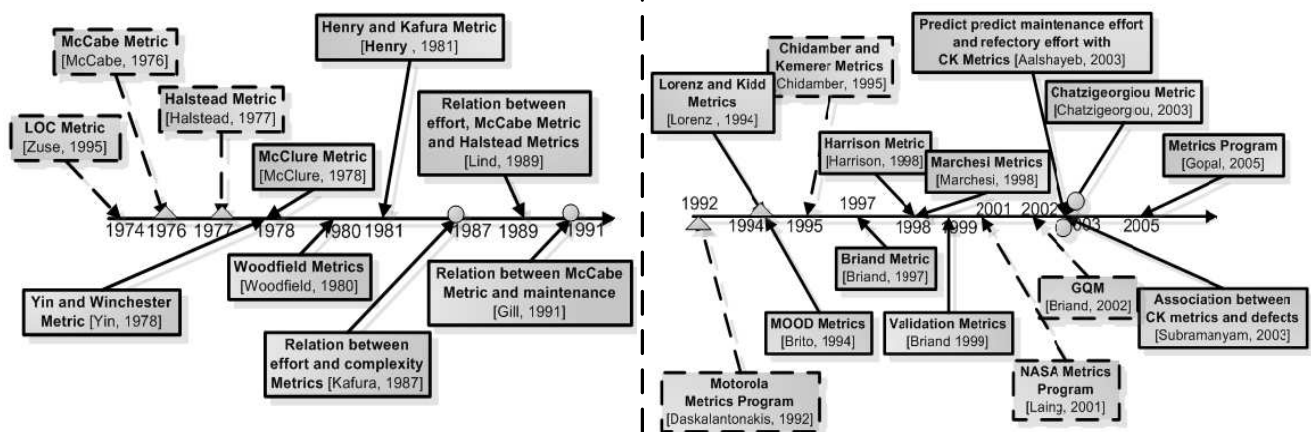 McCabe Metric
[McCabe, 1976]
Halstead Metric
[Halstead, 1977]
LOC Metric
[Zuse, 1995]
McClure Metric
[McClure, 1978]
Henry and Kafura Metric
[Henry , 1981]
Relation between
effort, McCabe Metric
and Halstead Metrics
[Lind, 1989]
1974
1976
1977
1978
1980
1981
1987
1989
1991
Yin and Winchester
Metric [Yin, 1978]
Woodfield Metrics
[Woodfield, 1980]
Relation between
effort and complexity
Metrics [Kafura, 1987]
Relation between McCabe
Metric and maintenance
[Gill, 1991]
Lorenz and Kidd
Metrics
[Lorenz , 1994]
Chidamber and
Kemerer Metrics
Chidamber, 1995]
Harrison Metric
[Harrison, 1998]
Marchesi Metrics
[Marchesi, 1998]
Predict predict maintenance effort
and refectory effort with
CK Metrics [Aalshayeb, 2003]
Chatzigeorgiou Metric
[Chatzigeorgiou, 2003]
Metrics Program
[Gopal, 2005]
1992
1994
1995
1997
1998
1999
2001
2002
003
2005
Motorola
Metrics Program
[Daskalantonakis, 1992]
MOOD Metrics
[Brito, 1994]
Briand Metric
[Briand, 1997]
Validation Metrics
[Briand 1999]
NASA Metrics
Program
[Laing, 2001]
GQM
[Briand, 2002]
Association between
CK metrics and defects
[Subramanyam, 2003]